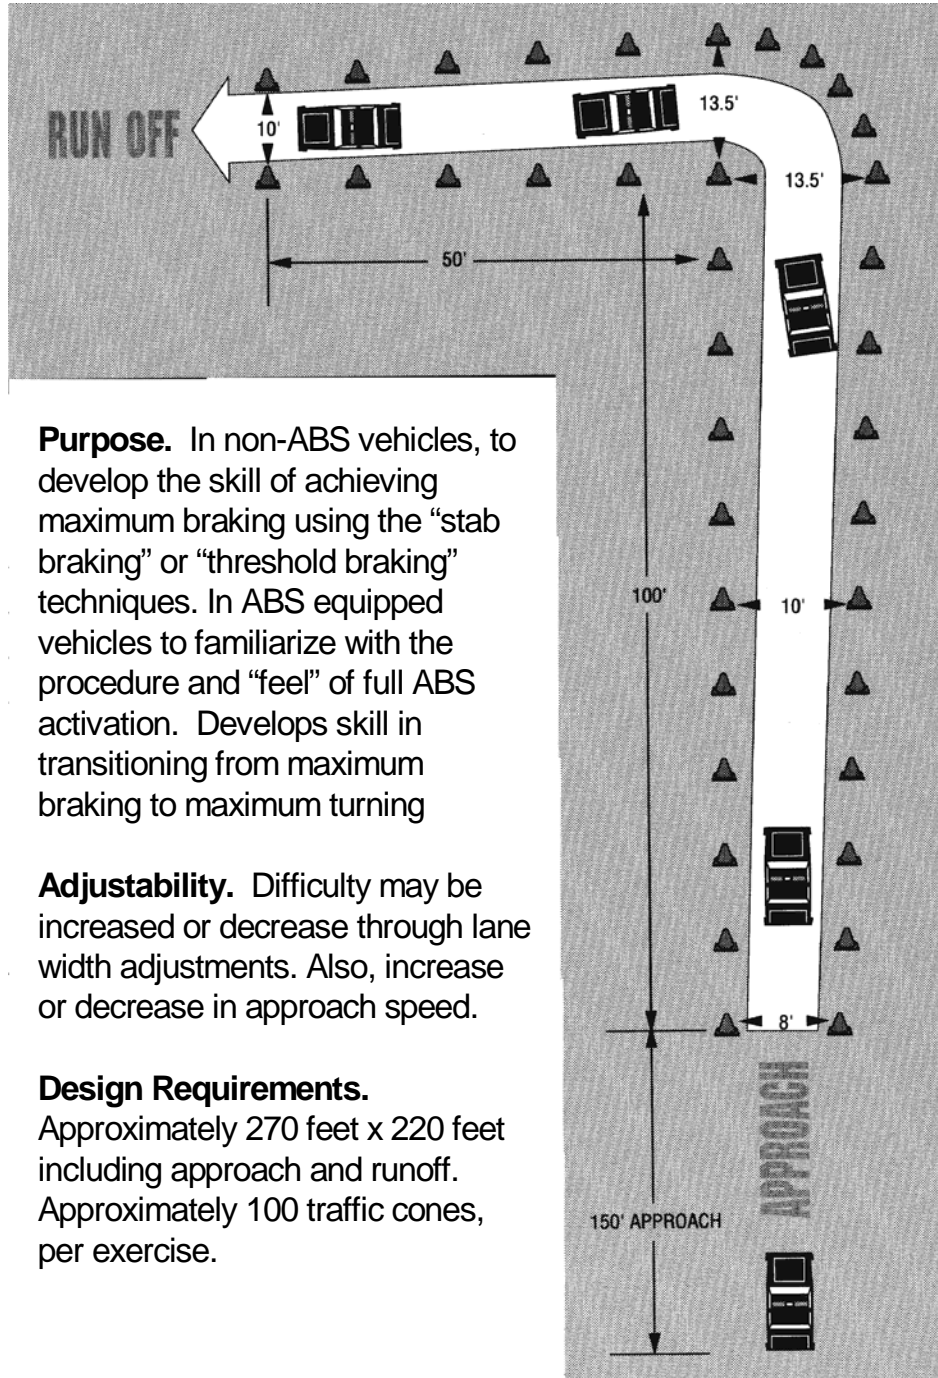 RUN OFF
10'
13.5'
13.5'
50'
Purpose.  In non-ABS vehicles, to
develop the skill of achieving
maximum braking using the “stab
braking” or “threshold braking”
techniques. In ABS equipped
vehicles to familiarize with the
procedure and “feel” of full ABS
activation.  Develops skill in
transitioning from maximum
braking to maximum turning
100'
10'
Adjustability.  Difficulty may be
increased or decrease through lane
width adjustments. Also, increase
or decrease in approach speed.
8'
Design Requirements.
Approximately 270 feet x 220 feet
including approach and runoff.
Approximately 100 traffic cones,
per exercise.
APPROACH
150' APPROACH